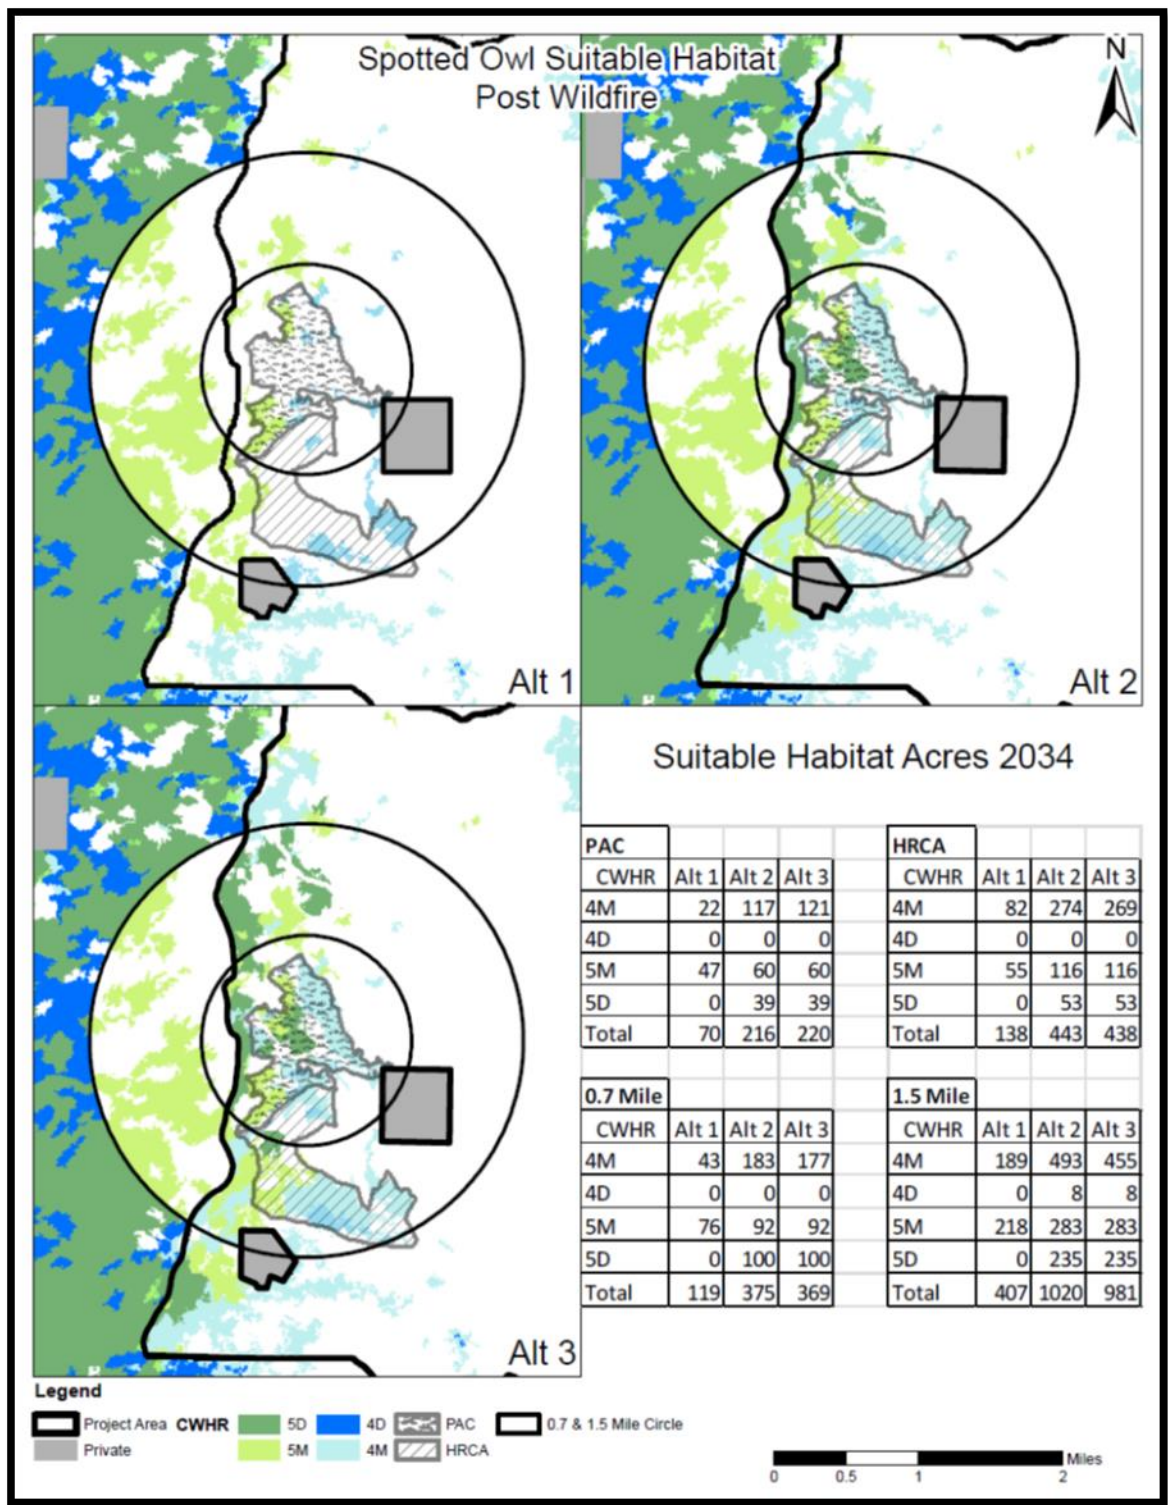 Spotted Owl Suitable Habitat
Post Wildfire
N
Alt 1
Alt 2
Alt 3
Suitable Habitat Acres 2034
PAC
CWHR Alt 1 Alt 2 Alt 3
4M 22 117 121
4D 0 0 0
5M 47 60 60
5D 0 39 39
Total 70 216 220
HRCA
CWHR Alt 1 Alt 2 Alt 3
4M 82 274 269
4D 0 0 0
5M 55 116 116
5D 0 53 53
Total 138 443 438
0.7 Mile
CWHR Alt 1 Alt 2 Alt 3
4M 43 183 177
4D 0 0 0
5M 76 92 92
5D 0 100 100
Total 119 375 369
1.5 Mile
CWHR Alt 1 Alt 2 Alt 3
4M 189 493 455
4D 0 8 8
5M 218 283 283
5D 0 235 235
Total 407 1020 981
Legend
Project Area CWHR 5D 4D PAC 0.7 & 1.5 Mile Circle
Private 5M 4M HRCA
Miles
0 0.5 1 2